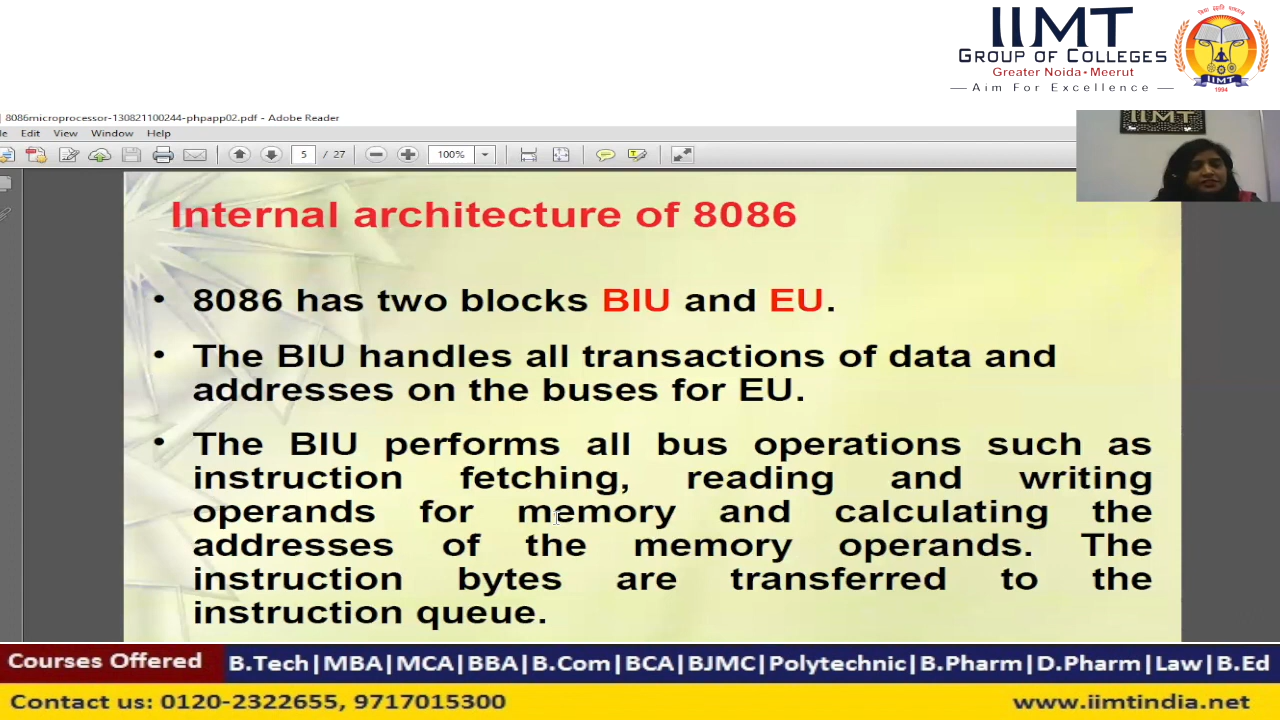 IIMT
GROUP OF COLLEGES
Greater Noida • Meerut
Aim For Excellence
IIMT
1994
8086microprocessor-130821100244-phpapp02.pdf - Adobe Reader
Edit View Window Help
5 / 27 100%
IIMT
Internal architecture of 8086
• 8086 has two blocks BIU and EU.
• The BIU handles all transactions of data and
addresses on the buses for EU.
• The BIU performs all bus operations such as
instruction fetching, reading and writing
operands for memory and calculating the
addresses of the memory operands. The
instruction bytes are transferred to the
instruction queue.
Courses Offered B.Tech|MBA|MCA|BBA|B.Com|BCA|BJMC|Polytechnic|B.Pharm|D.Pharm|Law|B.Ed
Contact us: 0120-2322655, 9717015300 www.iimtindia.net